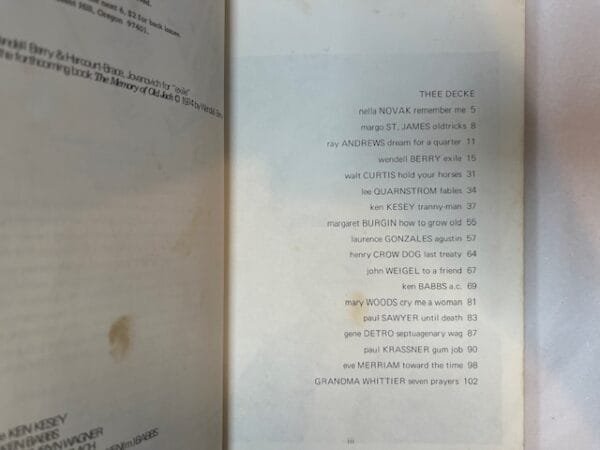 next 6, $2 for back issues
Hill, Oregon 97401.
Wendell Berry & Harcourt-Brace, Jovanovich for "exile"
the forthcoming book The Memory of Old Jack © 1974 by
KEN KESEY
KEN BABBS
WAGNER
BABBS
THEE DECKE
nella NOVAK remember me 5
margo ST. JAMES oldtricks 8
ray ANDREWS dream for a quarter 11
wendell BERRY exile 15
walt CURTIS hold your horses 31
lee QUARNSTROM fables 34
ken KESEY tranny-man 37
margaret BURGIN how to grow old 55
laurence GONZALES agustin 57
henry CROW DOG last treaty 64
john WEIGEL to a friend 67
ken BABBS a.c. 69
mary WOODS cry me a woman 81
paul SAWYER until death 83
gene DETRO septuagenary wag 87
paul KRASSNER gum job 90
eve MERRIAM toward the time 98
GRANDMA WHITTIER seven prayers 102
iii